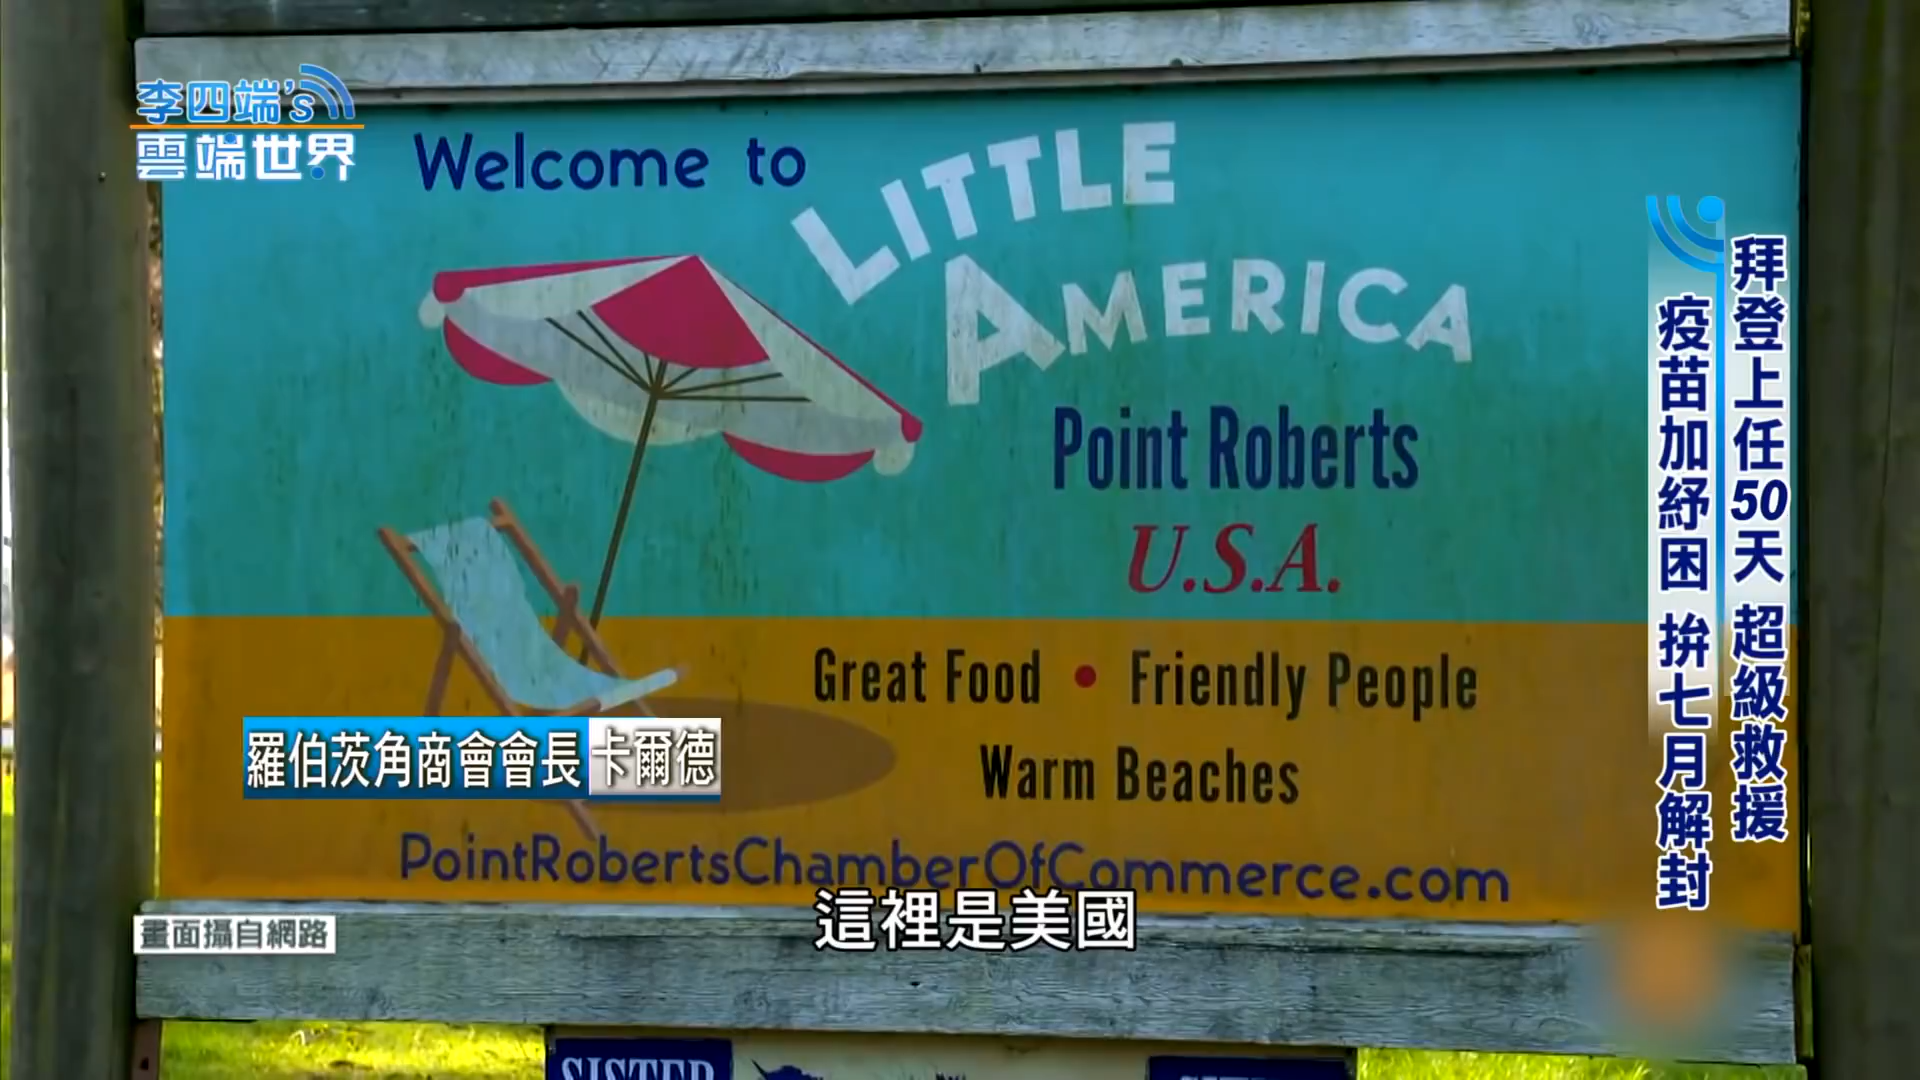 李四端's
雲端世界
Welcome to
LITTLE
AMERICA
Point Roberts
U.S.A.
Great Food • Friendly People
Warm Beaches
PointRobertsChamberOfCommerce.com
拜登上任50天 超級救援
疫苗加紓困 拚七月解封
羅伯茨角商會會長 卡爾德
這裡是美國
畫面攝自網路
SISTER